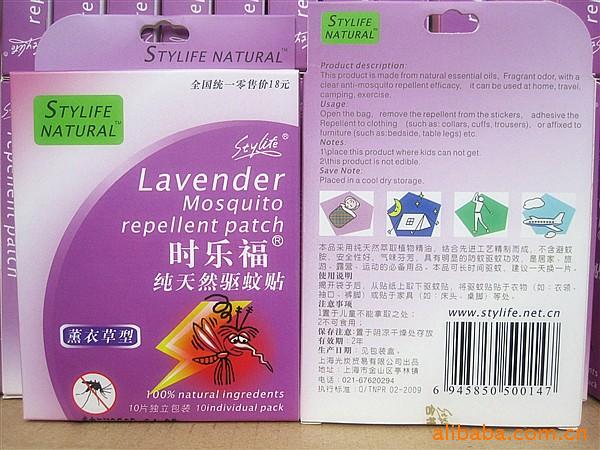 STYLIFE NATURAL™
全国统一零售价18元
STYLIFE
NATURAL™
Stylife®
Lavender
Mosquito
repellent patch
时乐福®
纯天然驱蚊贴
薰衣草型
100% natural ingredents
10片独立包装 10individual pack
STYLIFE
NATURAL™
Product description:
This product is made from natural essential oils, Fragrant odor, with a
clear anti-mosquito repellent efficacy, it can be used at home, travel,
camping, exercise.
Usage:
Open the bag, remove the repellent from the stickers, adhesive the
Repellent to clothing (such as: collars, cuffs, trousers), or affixed to
furniture (such as:bedside, table legs) etc.
Notes:
1\place this product where kids can not get.
2\this product is not edible.
Save Note:
Placed in a cool dry storage.
本品采用纯天然萃取植物精油，结合先进工艺精制而成，不含避蚊
胺，安全性好，气味芬芳，具有明显的防蚊驱蚊功效，是居家、旅
游、露营、运动的必备用品。本品可长时间驱蚊，建议一天换一片。
揭开袋子后，从贴纸上取下驱蚊贴，将驱蚊贴贴于衣物（如：衣领，
袖口，裤脚）或贴于家具（如：床头，桌脚）等处。
注意事项
1置于儿童不能拿取之处；
2不可食用；
保存注意：置于阴凉干燥处存放
有效期：2年
生产日期：见包装盒。
上海光炭贸易有限公司出品
地址：上海市金山区亭林镇
电话：021-67620294
执行标准：Q/TNPR 02-2009
www.stylife.net.cn
6 945850 500147
alibaba.com.cn
repellent patch